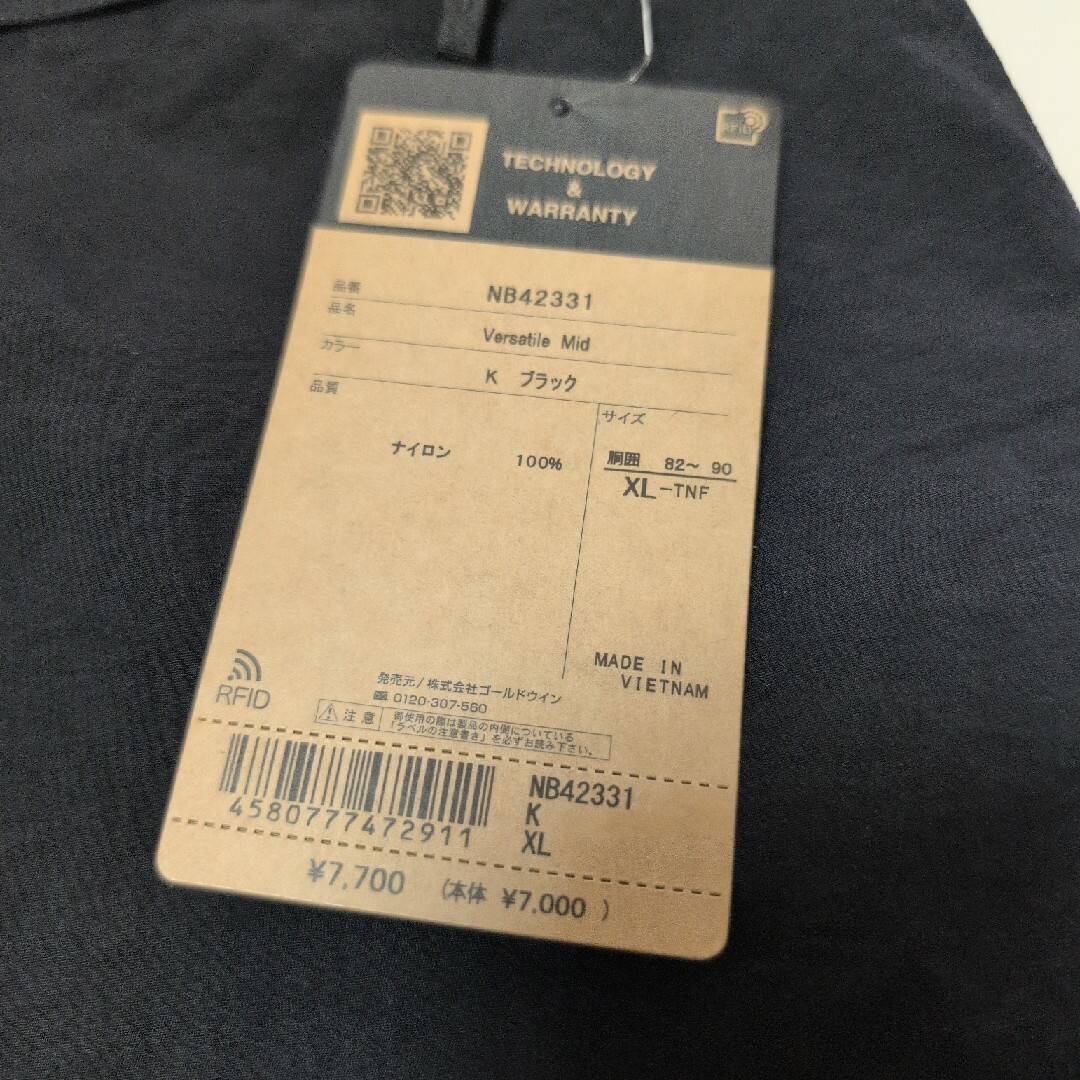 RFID
TECHNOLOGY
&
WARRANTY
品番 NB42331
品名 Versatile Mid
カラー K ブラック
品質
ナイロン 100%
サイズ
胴囲 82〜 90
XL-TNF
MADE IN
VIETNAM
RFID
発売元/株式会社ゴールドウイン
0120-307-560
注意
御使用の際は製品の内側についている
「ラベルの注意書き」を必ずお読み下さい。
4580777472911
NB42331
K
XL
¥7,700 (本体 ¥7,000 )